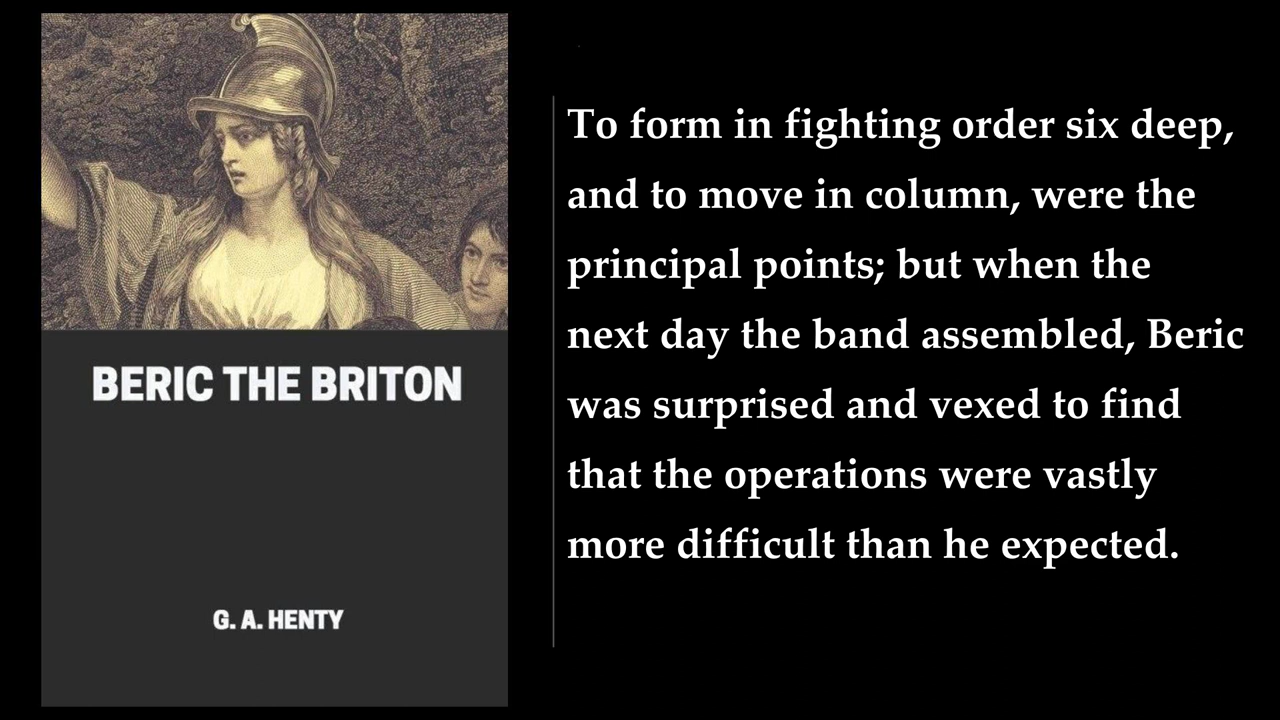 BERIC THE BRITON
G. A. HENTY
To form in fighting order six deep,
and to move in column, were the
principal points; but when the
next day the band assembled, Beric
was surprised and vexed to find
that the operations were vastly
more difficult than he expected.